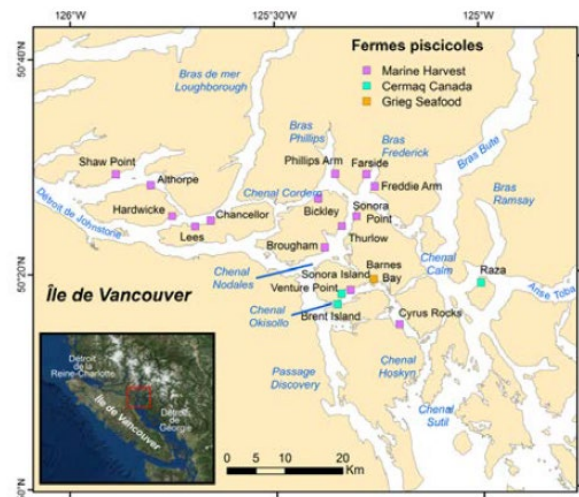 126°W
125°30'W
125°W
50°40'N
50°20'N
50°N
Fermes piscicoles
Marine Harvest
Cermaq Canada
Grieg Seafood
Bras de mer
Loughborough
Bras
Phillips
Bras
Frederick
Bras Bute
Bras
Ramsay
Shaw Point
Althorpe
Phillips Arm
Farside
Freddie Arm
Chenal Cordero
Hardwicke
Lees
Chancellor
Bickley
Sonora
Point
Détroit de Johnstone
Brougham
Thurlow
Chenal
Nodales
Chenal
Calm
Sonora Island
Barnes
Bay
Raza
Anse Toba
Île de Vancouver
Venture Point
Chenal
Okisollo
Brent Island
Cyrus Rocks
Passage
Discovery
Chenal
Hoskyn
Chenal
Sutil
Détroit
de la
Reine-Charlotte
Île de Vancouver
Détroit
de
Géorgie
0 5 10 20
Km